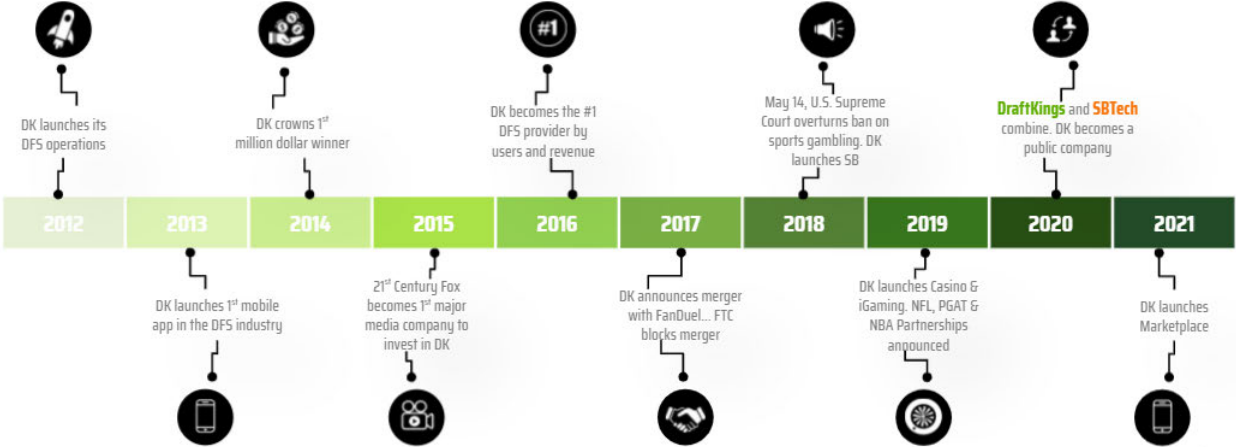 #1
DK launches its
DFS operations
DK crowns 1st
million dollar winner
DK becomes the #1
DFS provider by
users and revenue
May 14, U.S. Supreme
Court overturns ban on
sports gambling. DK
launches SB
DraftKings and SBTech
combine. DK becomes a
public company
2012 2013 2014 2015 2016 2017 2018 2019 2020 2021
DK launches 1st mobile
app in the DFS industry
21st Century Fox
becomes 1st major
media company to
invest in DK
DK announces merger
with FanDuel... FTC
blocks merger
DK launches Casino &
iGaming. NFL, PGAT &
NBA Partnerships
announced
DK launches
Marketplace